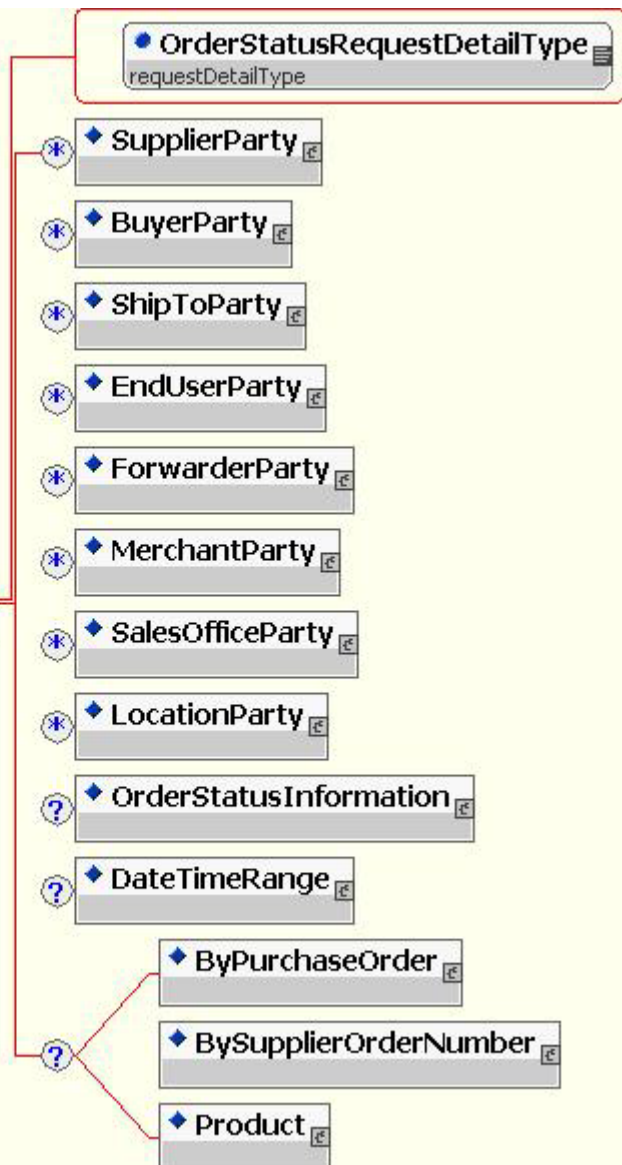 OrderStatusRequestDetailType
requestDetailType
SupplierParty
BuyerParty
ShipToParty
EndUserParty
ForwarderParty
MerchantParty
SalesOfficeParty
LocationParty
OrderStatusInformation
DateTimeRange
ByPurchaseOrder
BySupplierOrderNumber
Product